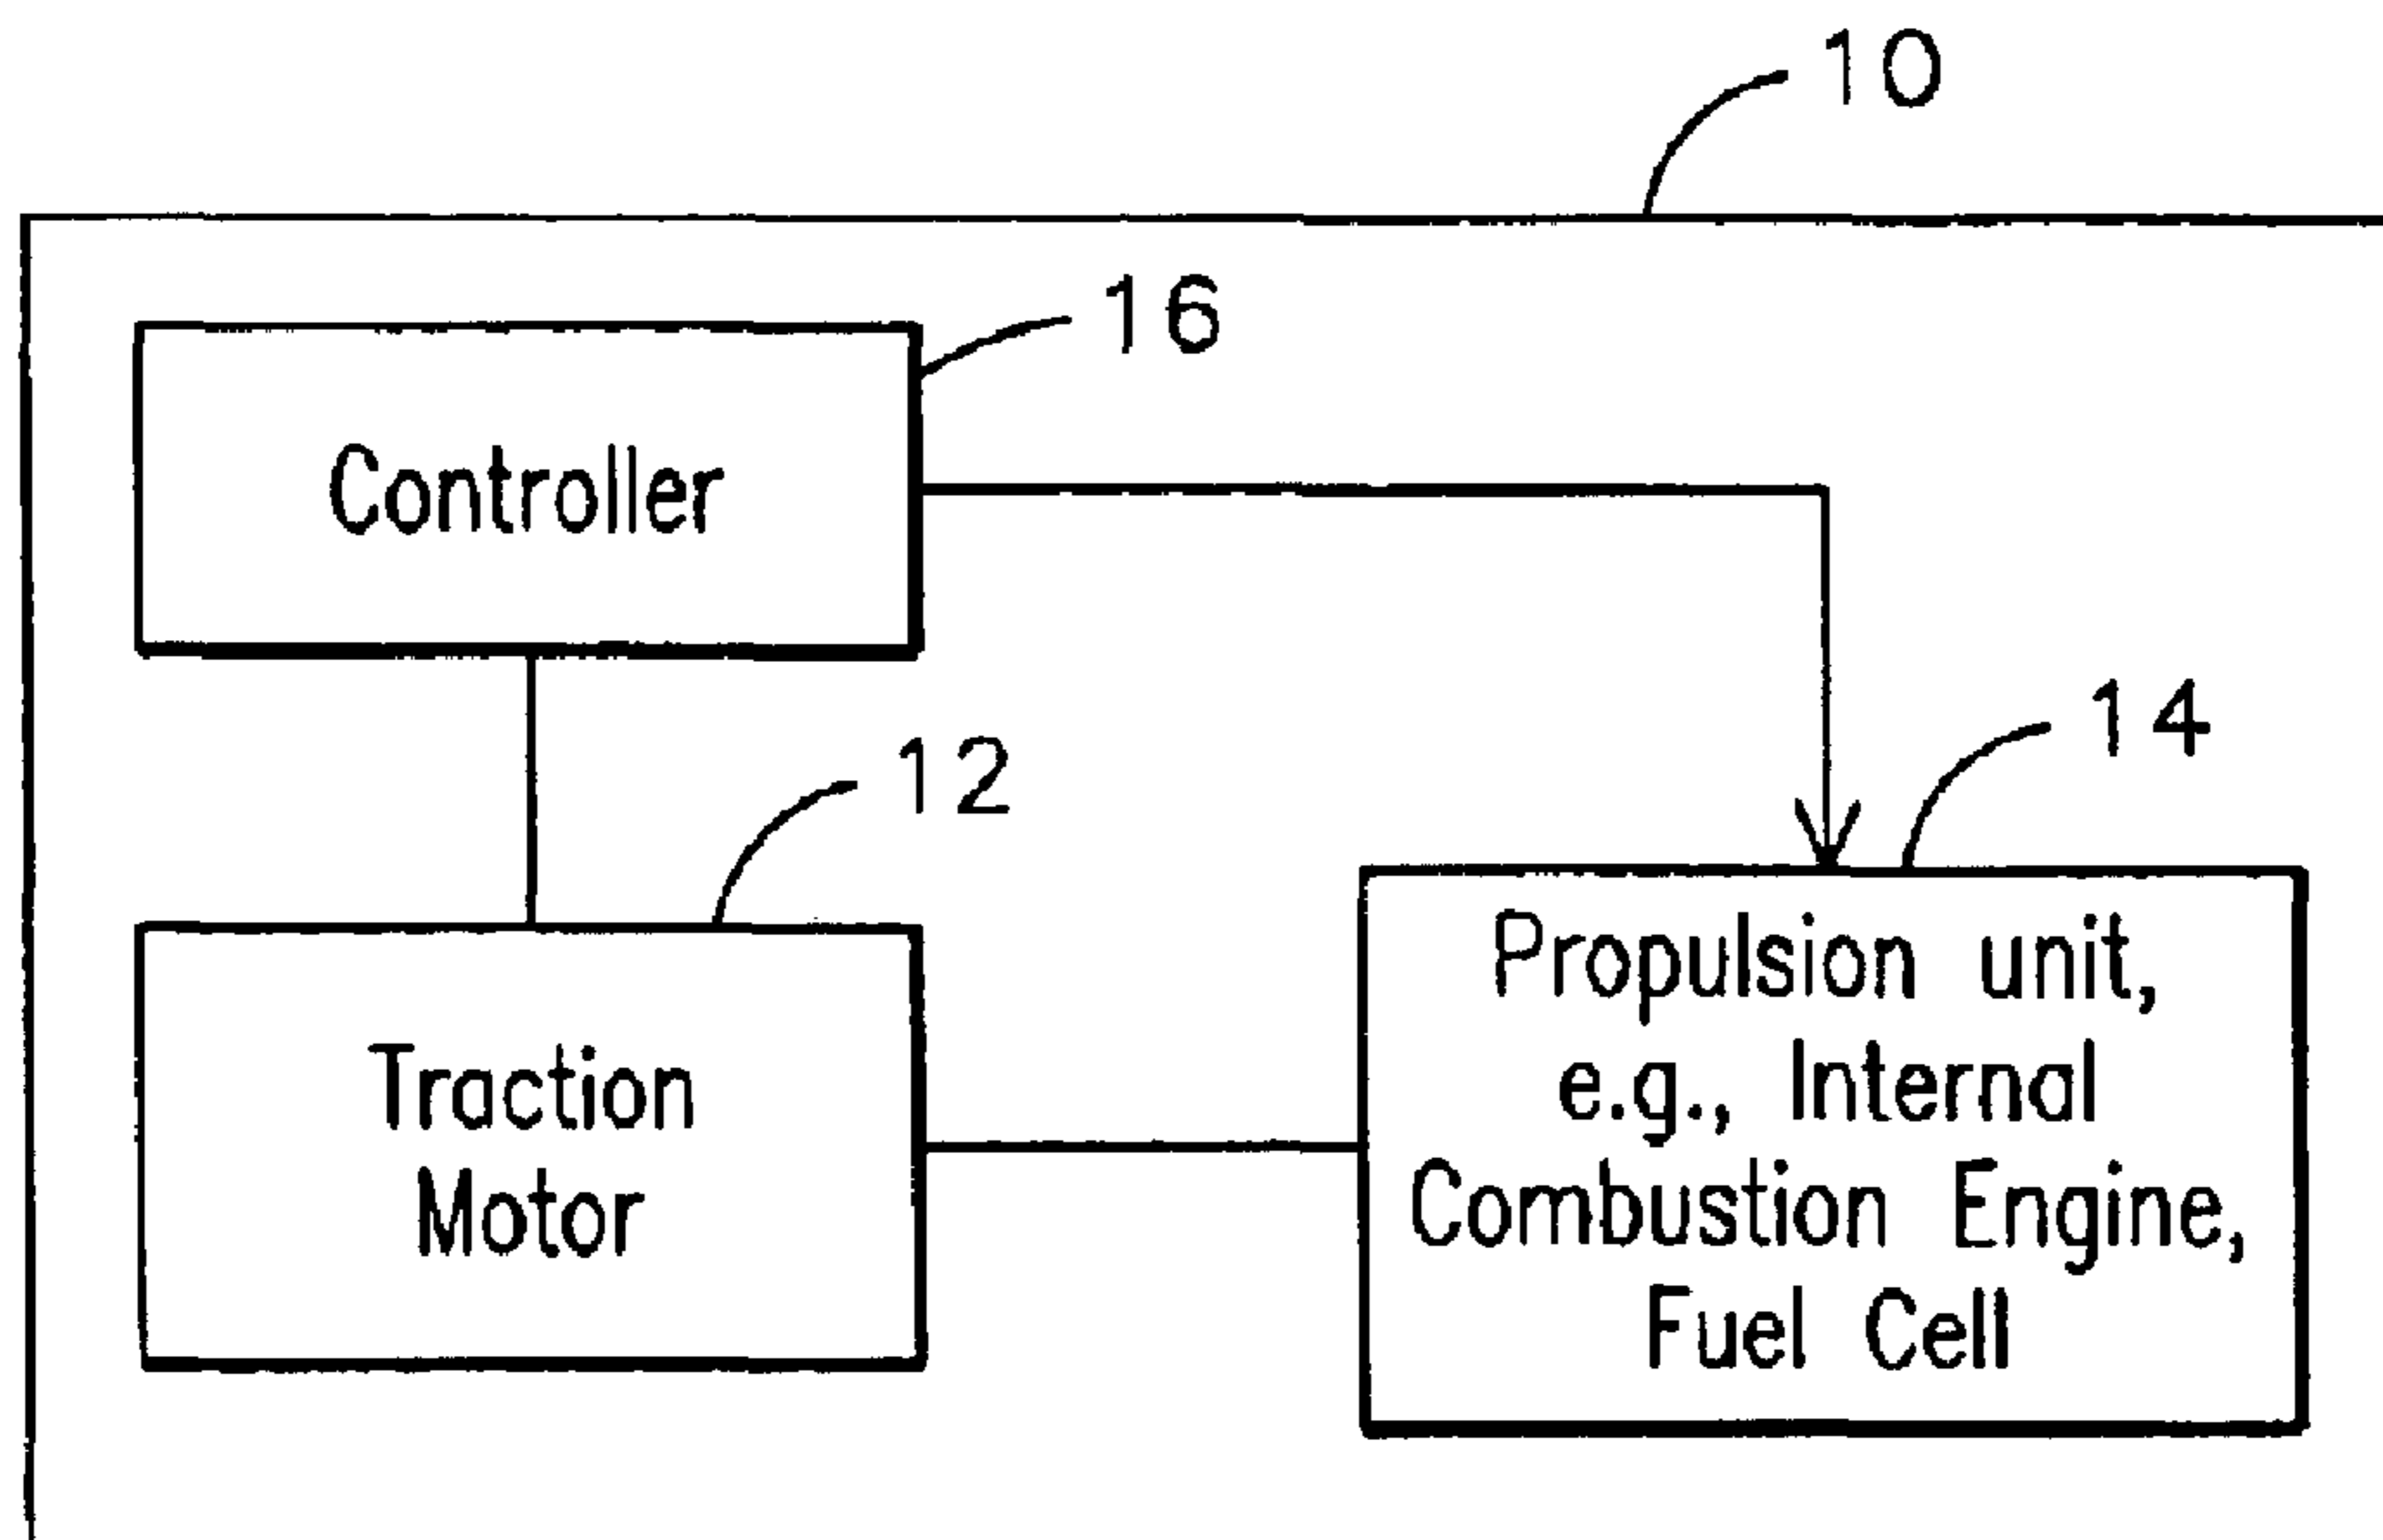 10
16
Controller
12
14
Traction
Motor
Propulsion unit,
e.g., Internal
Combustion Engine,
Fuel Cell